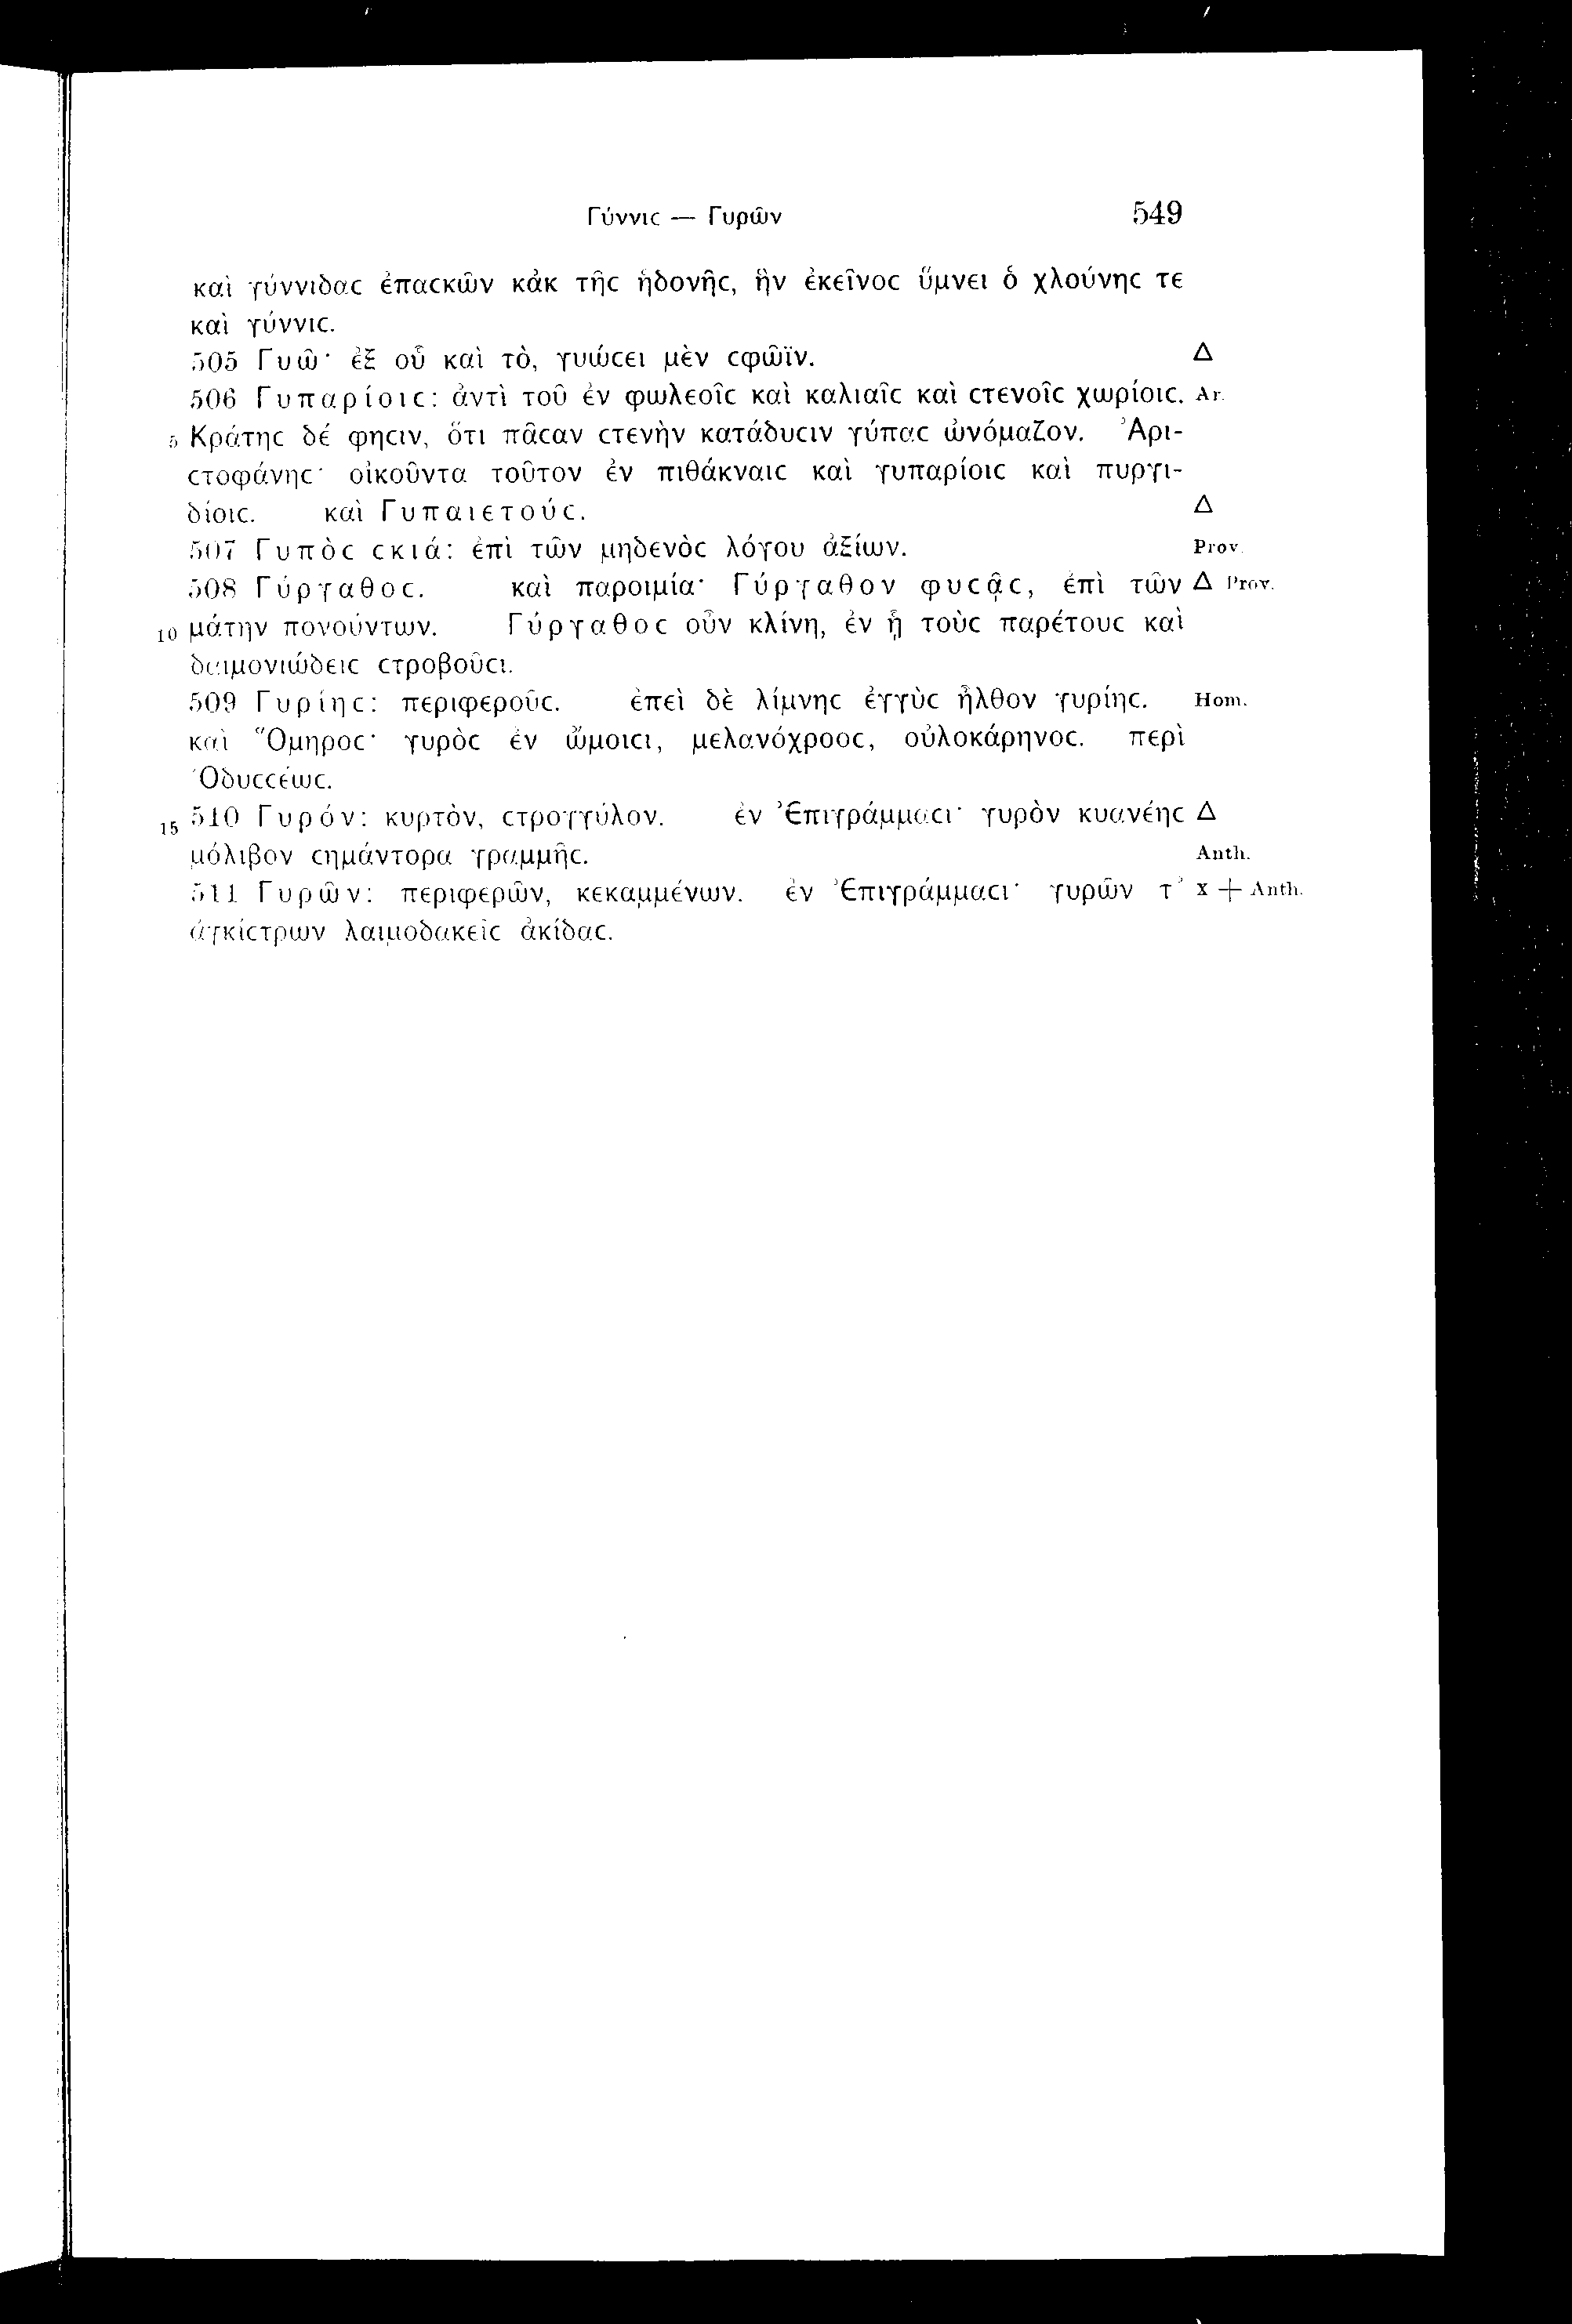 Γύννιϲ — Γυρῶν 549
καὶ γύννιδαϲ ἐπαϲκῶν κἀκ τῆϲ ἡδονῆϲ, ἣν ἐκεῖνοϲ ὕμνει ὁ χλούνηϲ τε
καὶ γύννιϲ.
505 Γυῶ· ἐξ οὗ καὶ τὸ, γυιώϲει μὲν ϲφῶϊν. Δ
506 Γυπαρίοιϲ: ἀντὶ τοῦ ἐν φωλεοῖϲ καὶ καλιαῖϲ καὶ ϲτενοῖϲ χωρίοιϲ. Ar.
5 Κράτηϲ δέ φηϲιν, ὅτι πᾶϲαν ϲτενὴν κατάδυϲιν γύπαϲ ὠνόμαζον. Ἀρι-
ϲτοφάνηϲ· οἰκοῦντα τοῦτον ἐν πιθάκναιϲ καὶ γυπαρίοιϲ καὶ πυργι-
δίοιϲ. καὶ Γυπαιετούϲ. Δ
507 Γυπὸϲ ϲκιά: ἐπὶ τῶν μηδενὸϲ λόγου ἀξίων. Prov.
508 Γύργαθοϲ. καὶ παροιμία· Γύργαθον φυϲᾷϲ, ἐπὶ τῶν Δ Prov.
10 μάτην πονούντων. Γύργαθοϲ οὖν κλίνη, ἐν ᾗ τοὺϲ παρέτουϲ καὶ
δαιμονιώδειϲ ϲτροβοῦϲι.
509 Γυρίηϲ: περιφεροῦϲ. ἐπεὶ δὲ λίμνηϲ ἐγγὺϲ ἦλθον γυρίηϲ. Hom.
καὶ Ὅμηροϲ· γυρὸϲ ἐν ὤμοιϲι, μελανόχροοϲ, οὐλοκάρηνοϲ. περὶ
Ὀδυϲϲέωϲ.
15 510 Γυρόν: κυρτὸν, ϲτρογγύλον. ἐν Ἐπιγράμμαϲι· γυρὸν κυανέηϲ Δ
μόλιβον ϲημάντορα γραμμῆϲ. Anth.
511 Γυρῶν: περιφερῶν, κεκαμμένων. ἐν Ἐπιγράμμαϲι· γυρῶν τ’ x + Anth.
ἀγκίϲτρων λαιμοδακεῖϲ ἀκίδαϲ.